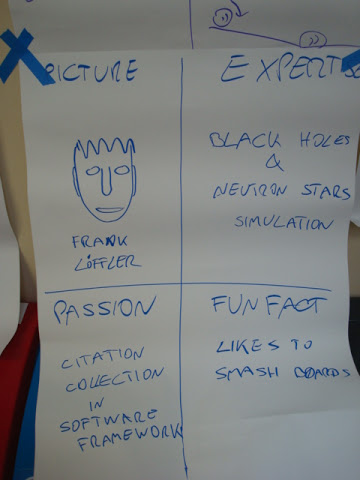 PICTURE
FRANK
LÖFFLER
EXPERTISE
BLACK HOLES
&
NEUTRON STARS
SIMULATION
PASSION
CITATION
COLLECTION
IN
SOFTWARE
FRAMEWORK
FUN FACT
LIKES TO
SMASH BOARDS